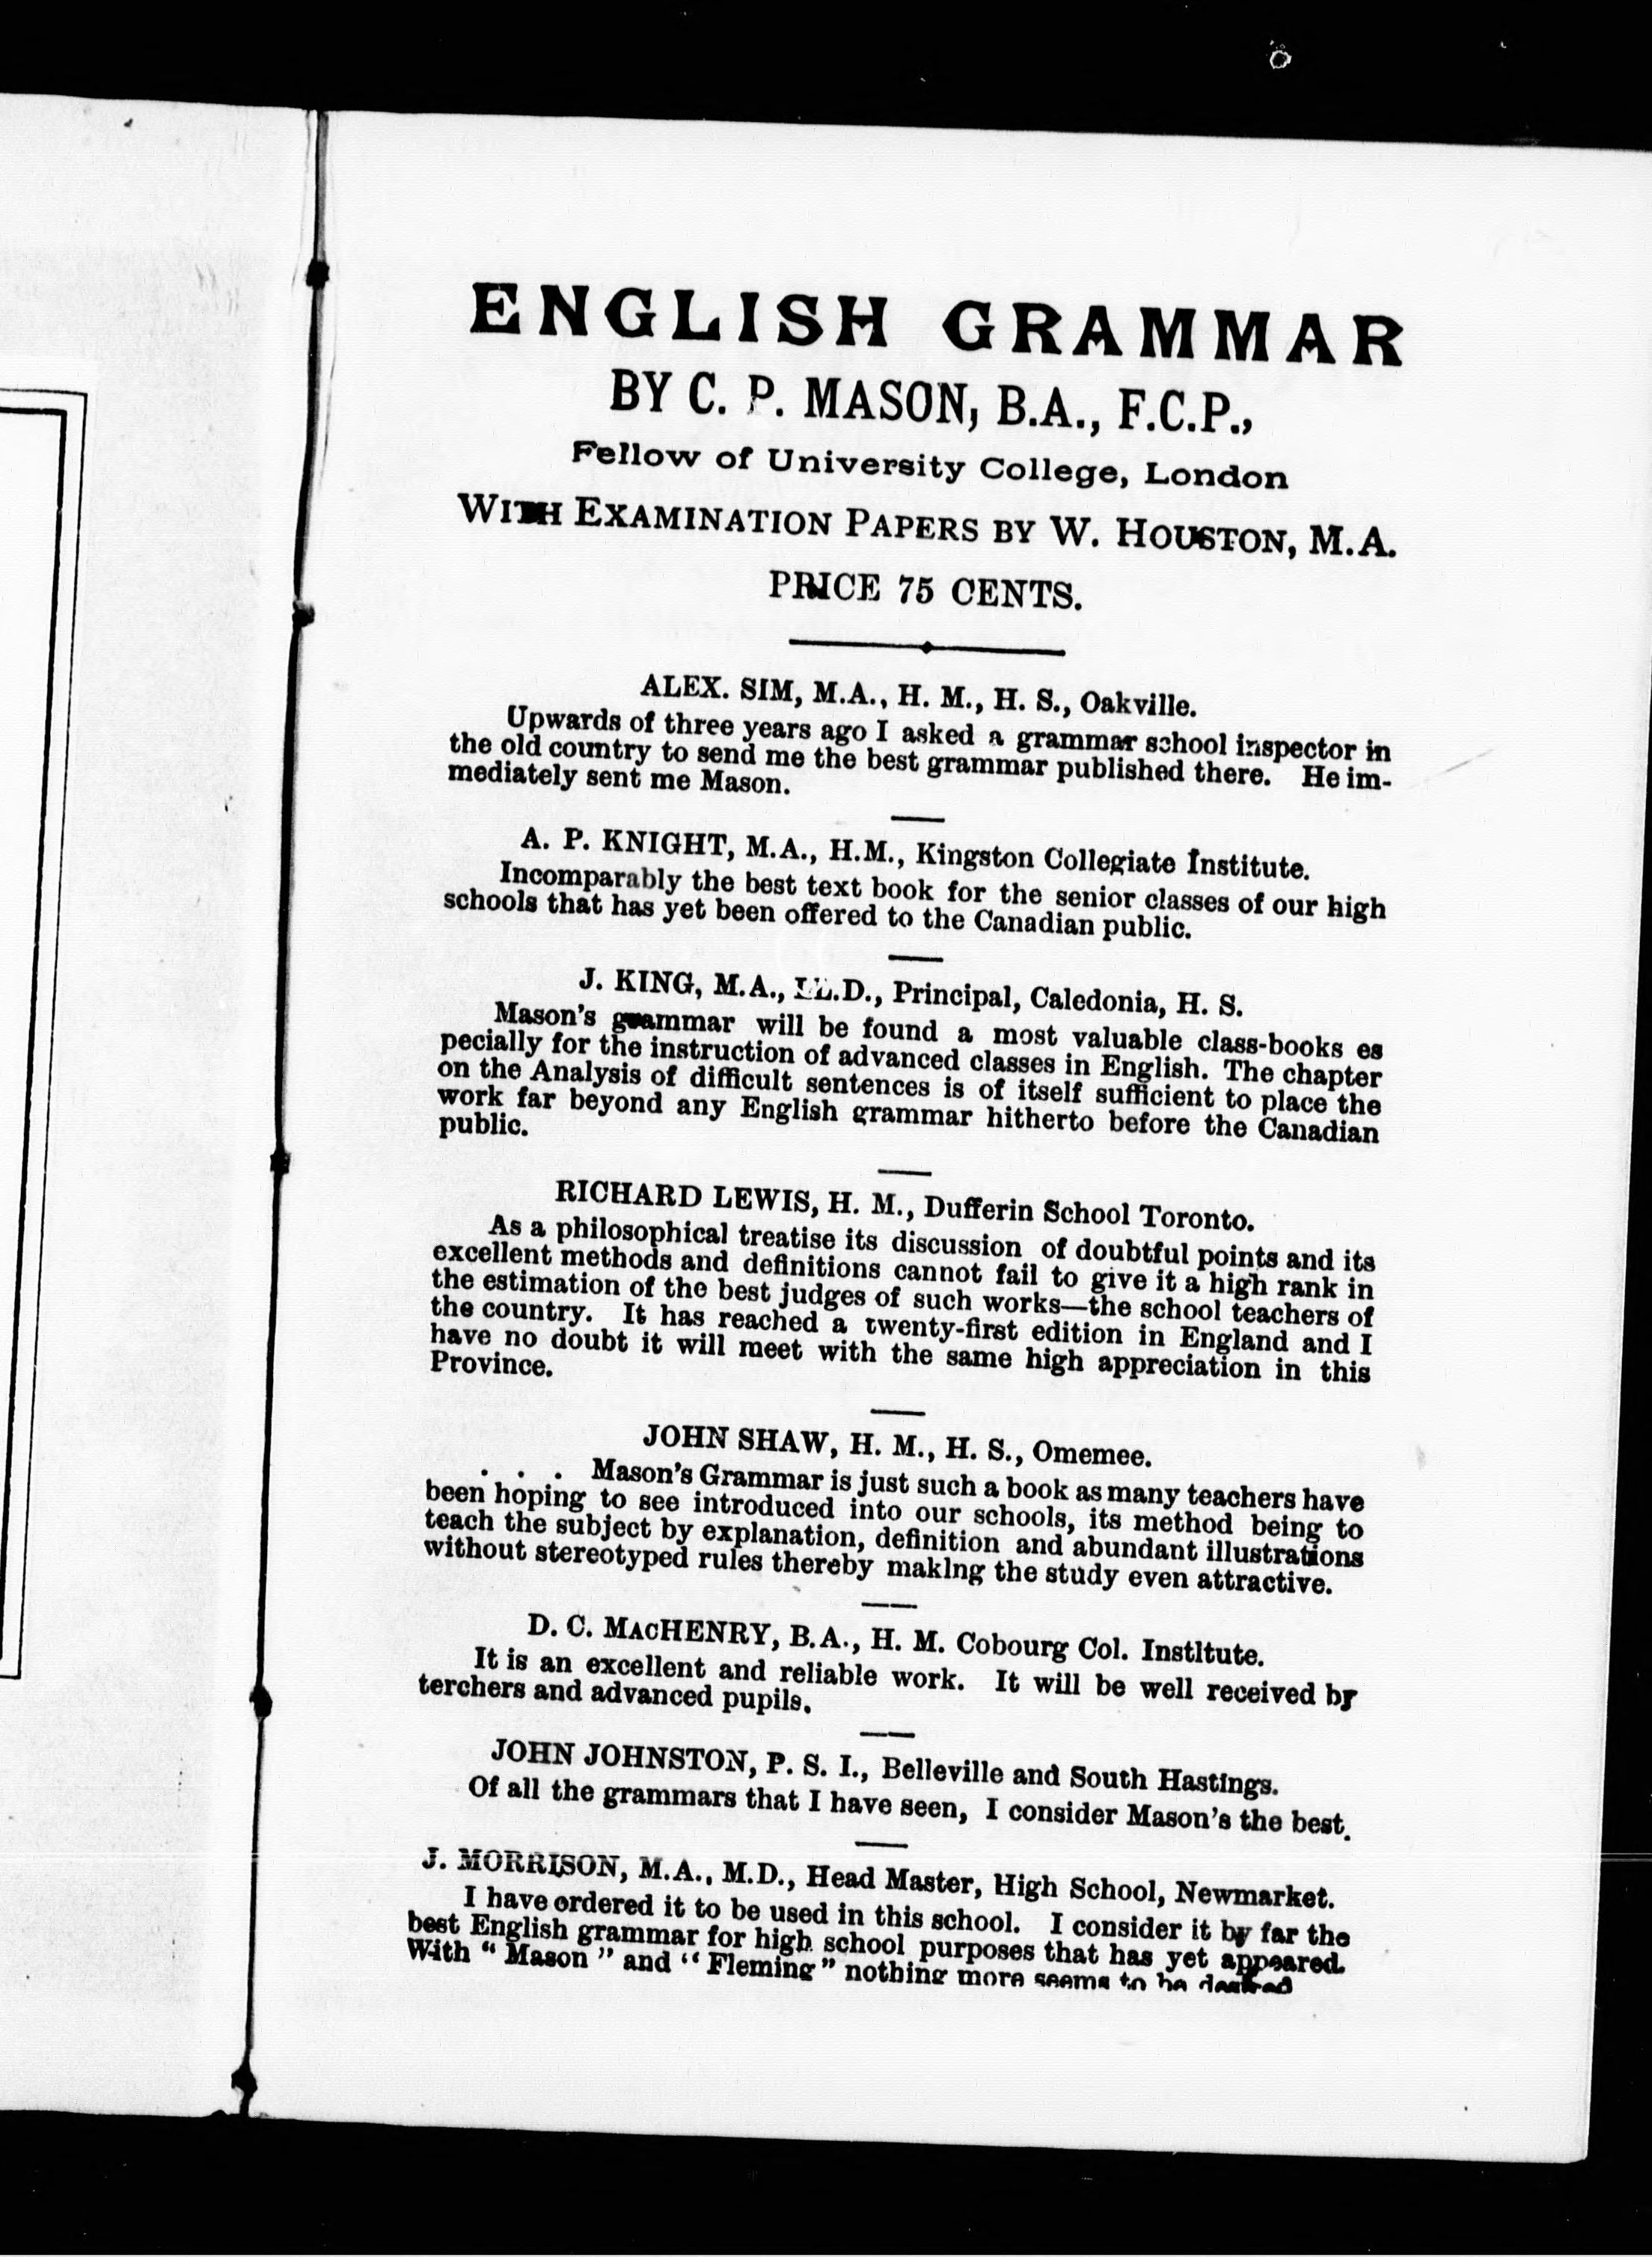 ENGLISH GRAMMAR
BY C. P. MASON, B.A., F.C.P.,
Fellow of University College, London
WITH EXAMINATION PAPERS BY W. HOUSTON, M.A.
PRICE 75 CENTS.
ALEX. SIM, M.A., H. M., H. S., Oakville.
Upwards of three years ago I asked a grammar school inspector in
the old country to send me the best grammar published there. He im-
mediately sent me Mason.
A. P. KNIGHT, M.A., H.M., Kingston Collegiate Institute.
Incomparably the best text book for the senior classes of our high
schools that has yet been offered to the Canadian public.
J. KING, M.A., LL.D., Principal, Caledonia, H. S.
Mason's grammar will be found a most valuable class-books es
pecially for the instruction of advanced classes in English. The chapter
on the Analysis of difficult sentences is of itself sufficient to place the
work far beyond any English grammar hitherto before the Canadian
public.
RICHARD LEWIS, H. M., Dufferin School Toronto.
As a philosophical treatise its discussion of doubtful points and its
excellent methods and definitions cannot fail to give it a high rank in
the estimation of the best judges of such works—the school teachers of
the country. It has reached a twenty-first edition in England and I
have no doubt it will meet with the same high appreciation in this
Province.
JOHN SHAW, H. M., H. S., Omemee.
. . . Mason's Grammar is just such a book as many teachers have
been hoping to see introduced into our schools, its method being to
teach the subject by explanation, definition and abundant illustrations
without stereotyped rules thereby making the study even attractive.
D. C. MACHENRY, B.A., H. M. Cobourg Col. Institute.
It is an excellent and reliable work. It will be well received by
terchers and advanced pupils.
JOHN JOHNSTON, P. S. I., Belleville and South Hastings.
Of all the grammars that I have seen, I consider Mason's the best.
J. MORRISON, M.A., M.D., Head Master, High School, Newmarket.
I have ordered it to be used in this school. I consider it by far the
best English grammar for high school purposes that has yet appeared.
With "Mason" and "Fleming" nothing more seems to be desired